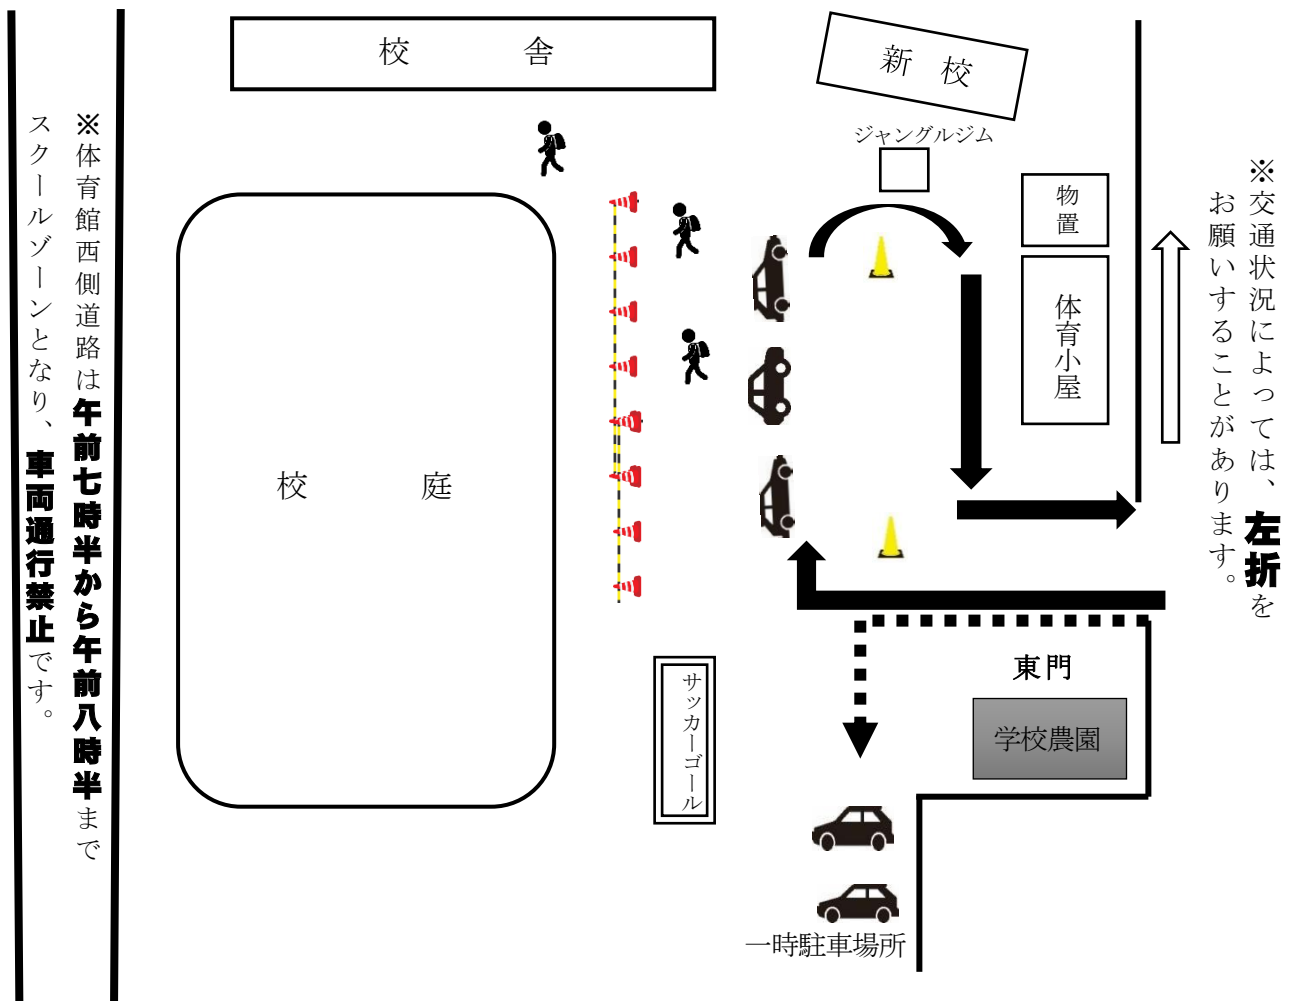 校舎
新校
ジャングルジム
物置
体育小屋
※交通状況によっては、左折を
お願いすることがあります。
※体育館西側道路は午前七時半から午前八時半まで
スクールゾーンとなり、車両通行禁止です。
校庭
サッカーゴール
東門
学校農園
一時駐車場所